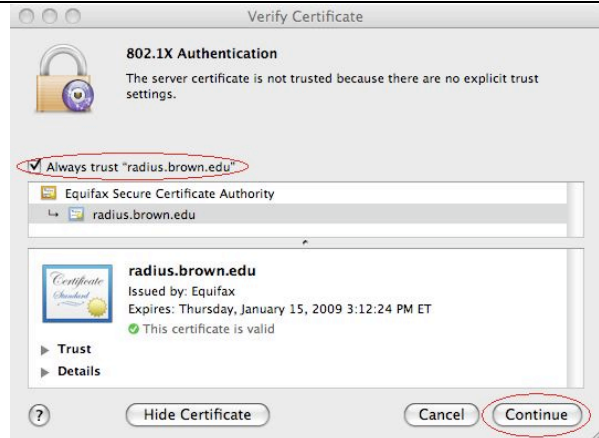 Verify Certificate
802.1X Authentication
The server certificate is not trusted because there are no explicit trust
settings.
Always trust "radius.brown.edu"
Equifax Secure Certificate Authority
radius.brown.edu
Certificate
Standard
radius.brown.edu
Issued by: Equifax
Expires: Thursday, January 15, 2009 3:12:24 PM ET
This certificate is valid
Trust
Details
?
Hide Certificate
Cancel
Continue